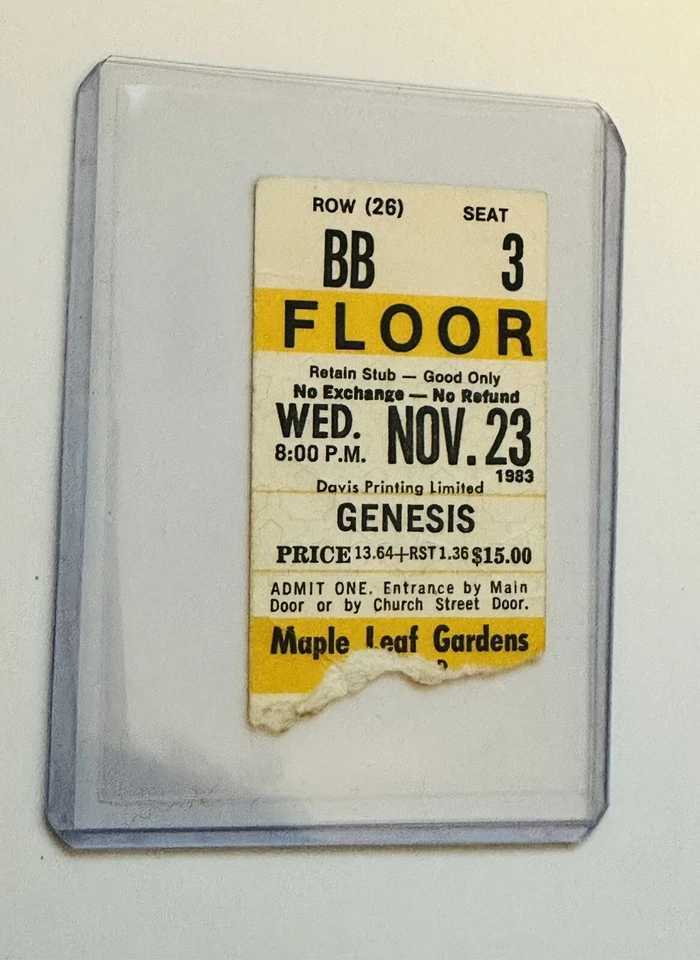 ROW (26) SEAT
BB 3
FLOOR
Retain Stub — Good Only
No Exchange — No Refund
WED. NOV. 23
8:00 P.M.
1983
Davis Printing Limited
GENESIS
PRICE 13.64+RST 1.36 $15.00
ADMIT ONE. Entrance by Main
Door or by Church Street Door.
Maple Leaf Gardens